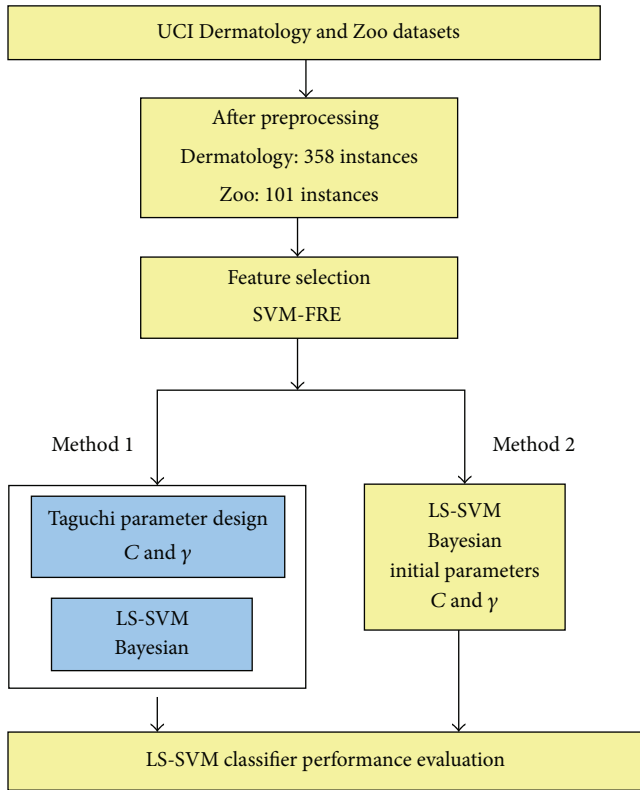 UCI Dermatology and Zoo datasets
After preprocessing
Dermatology: 358 instances
Zoo: 101 instances
Feature selection
SVM-FRE
Method 1
Method 2
Taguchi parameter design
C and γ
LS-SVM
Bayesian
LS-SVM
Bayesian
initial parameters
C and γ
LS-SVM classifier performance evaluation